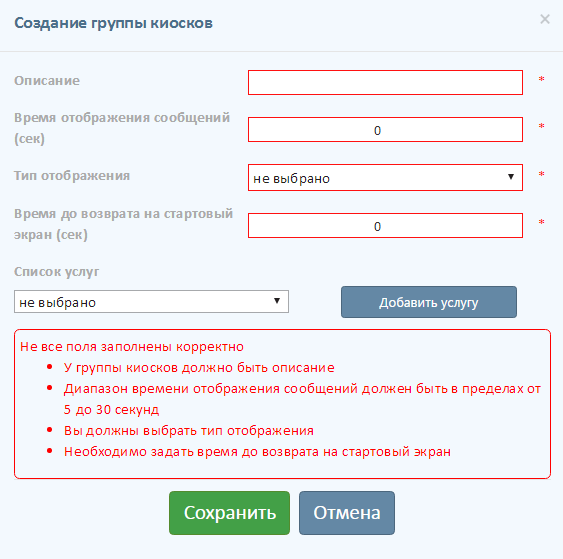 Создание группы киосков
×
Описание
*
Время отображения сообщений
(сек)
0
*
Тип отображения
не выбрано
*
Время до возврата на стартовый
экран (сек)
0
*
Список услуг
не выбрано
Добавить услугу
Не все поля заполнены корректно
• У группы киосков должно быть описание
• Диапазон времени отображения сообщений должен быть в пределах от
5 до 30 секунд
• Вы должны выбрать тип отображения
• Необходимо задать время до возврата на стартовый экран
Сохранить
Отмена